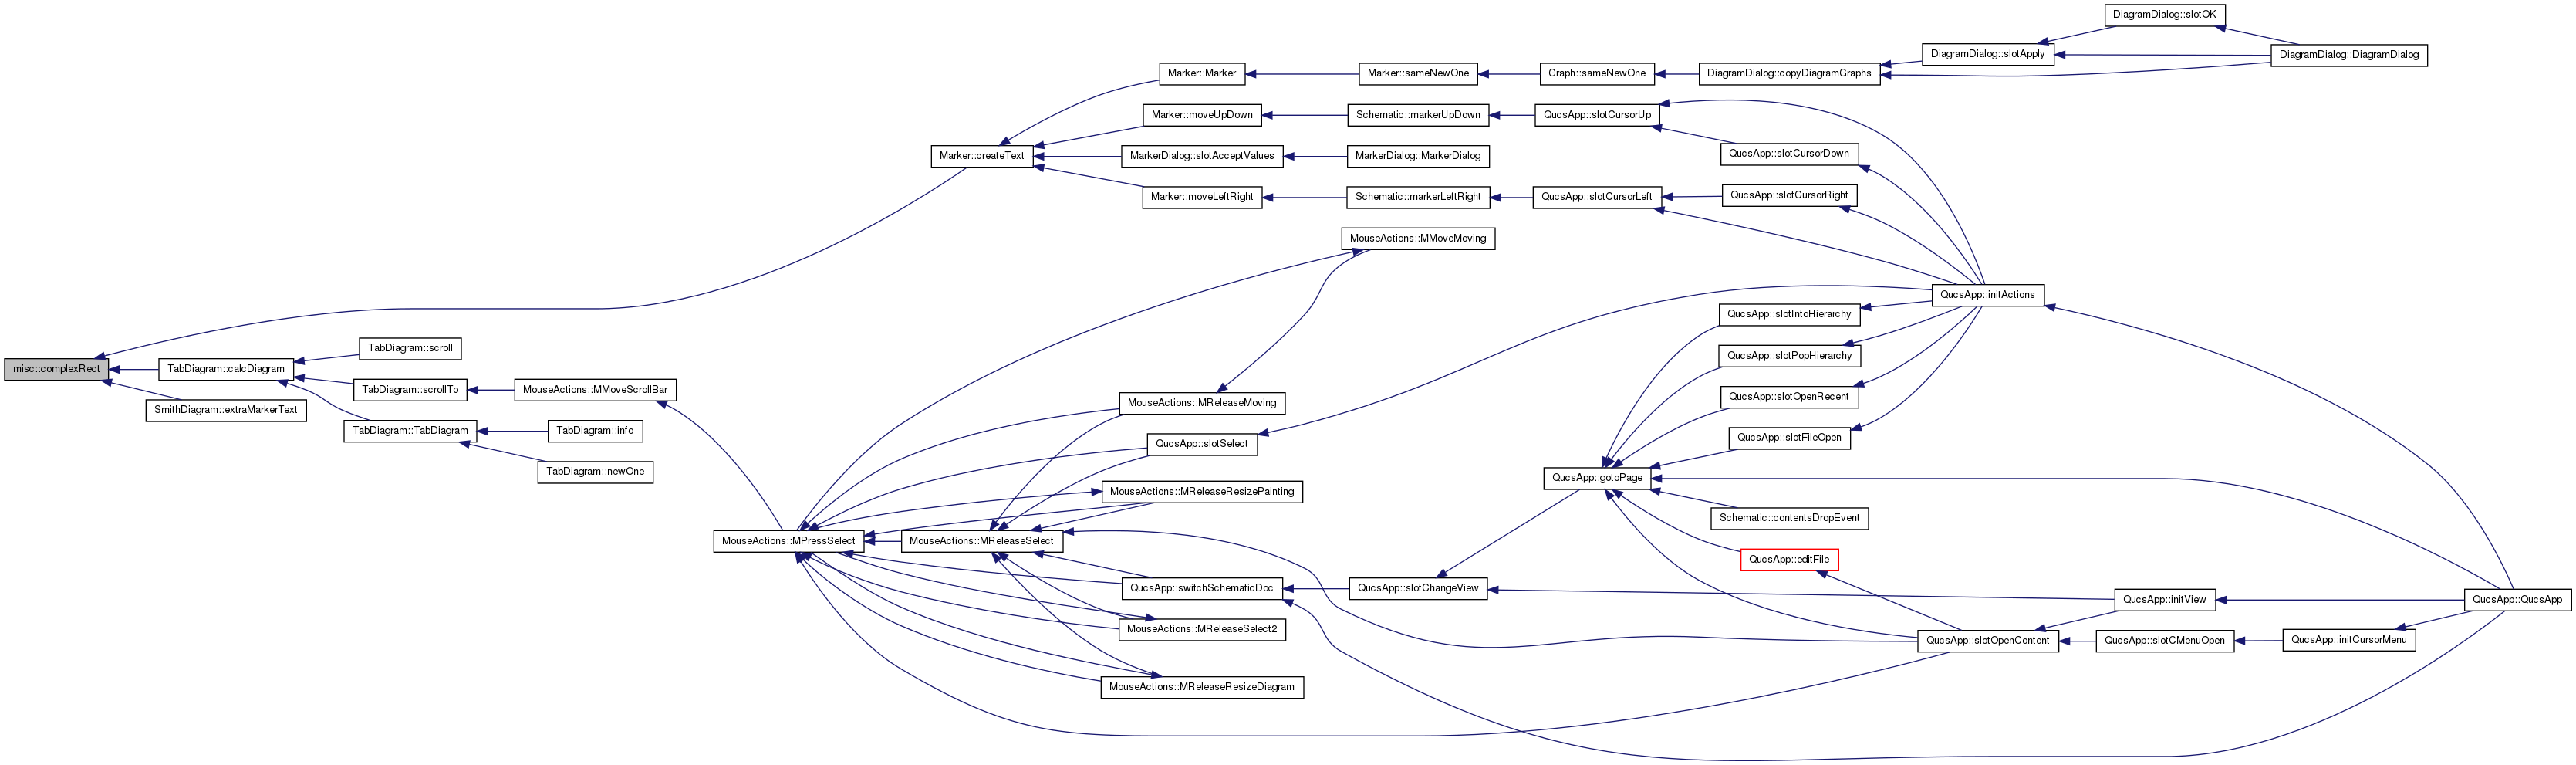 DiagramDialog::slotOK
DiagramDialog::slotApply
DiagramDialog::DiagramDialog
Marker::Marker
Marker::sameNewOne
Graph::sameNewOne
DiagramDialog::copyDiagramGraphs
Marker::moveUpDown
Schematic::markerUpDown
QucsApp::slotCursorUp
Marker::createText
MarkerDialog::slotAcceptValues
MarkerDialog::MarkerDialog
QucsApp::slotCursorDown
Marker::moveLeftRight
Schematic::markerLeftRight
QucsApp::slotCursorLeft
QucsApp::slotCursorRight
MouseActions::MMoveMoving
QucsApp::initActions
QucsApp::slotIntoHierarchy
TabDiagram::scroll
QucsApp::slotPopHierarchy
misc::complexRect
TabDiagram::calcDiagram
TabDiagram::scrollTo
MouseActions::MMoveScrollBar
QucsApp::slotOpenRecent
SmithDiagram::extraMarkerText
MouseActions::MReleaseMoving
TabDiagram::TabDiagram
TabDiagram::info
QucsApp::slotSelect
QucsApp::slotFileOpen
TabDiagram::newOne
QucsApp::gotoPage
MouseActions::MReleaseResizePainting
Schematic::contentsDropEvent
MouseActions::MPressSelect
MouseActions::MReleaseSelect
QucsApp::editFile
QucsApp::switchSchematicDoc
QucsApp::slotChangeView
QucsApp::initView
QucsApp::QucsApp
MouseActions::MReleaseSelect2
QucsApp::slotOpenContent
QucsApp::slotCMenuOpen
QucsApp::initCursorMenu
MouseActions::MReleaseResizeDiagram